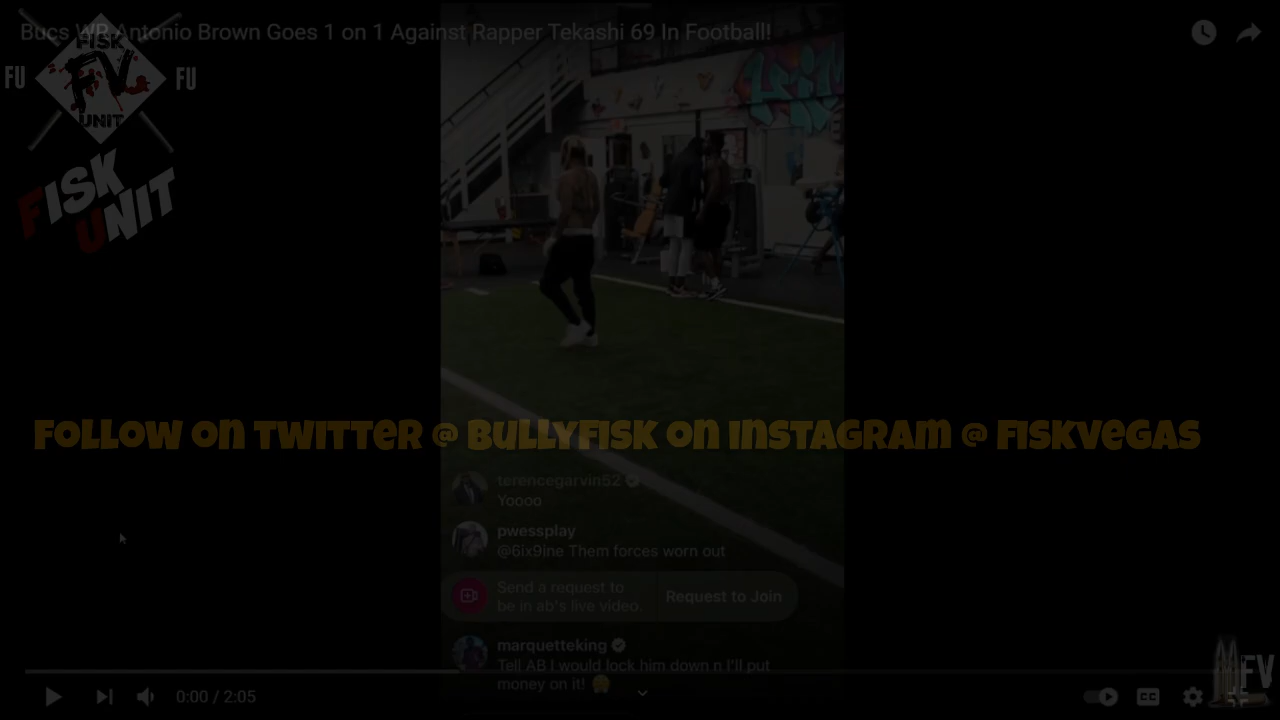 Bucs WR Antonio Brown Goes 1 on 1 Against Rapper Tekashi 69 In Football!
FISK
FU FV FU
UNIT
FISK
UNIT
FOLLOW ON TWITTER @ BULLYFISK ON INSTAGRAM @ FISKVEGAS
terencegarvin52
Yoooo
pwessplay
@6ix9ine Them forces worn out
Send a request to
be in ab's live video.
Request to Join
marquetteking
Tell AB I would lock him down n I'll put
money on it!
0:00 / 2:05
CC
FV